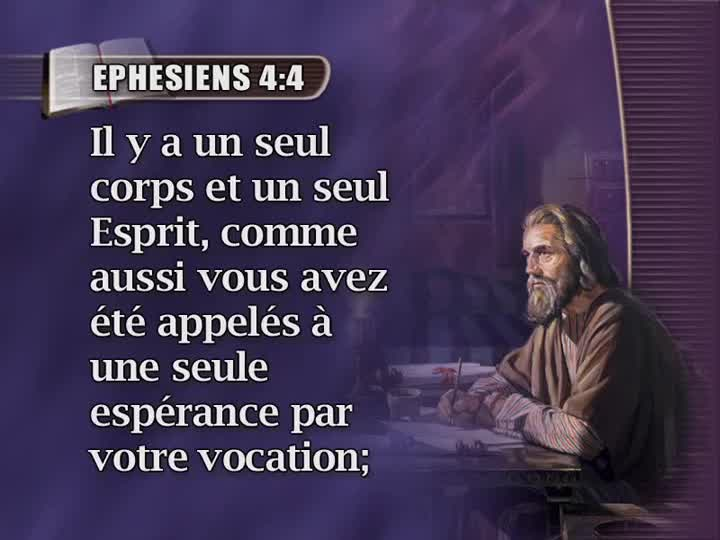 EPHESIENS 4:4
Il y a un seul
corps et un seul
Esprit, comme
aussi vous avez
été appelés à
une seule
espérance par
votre vocation;